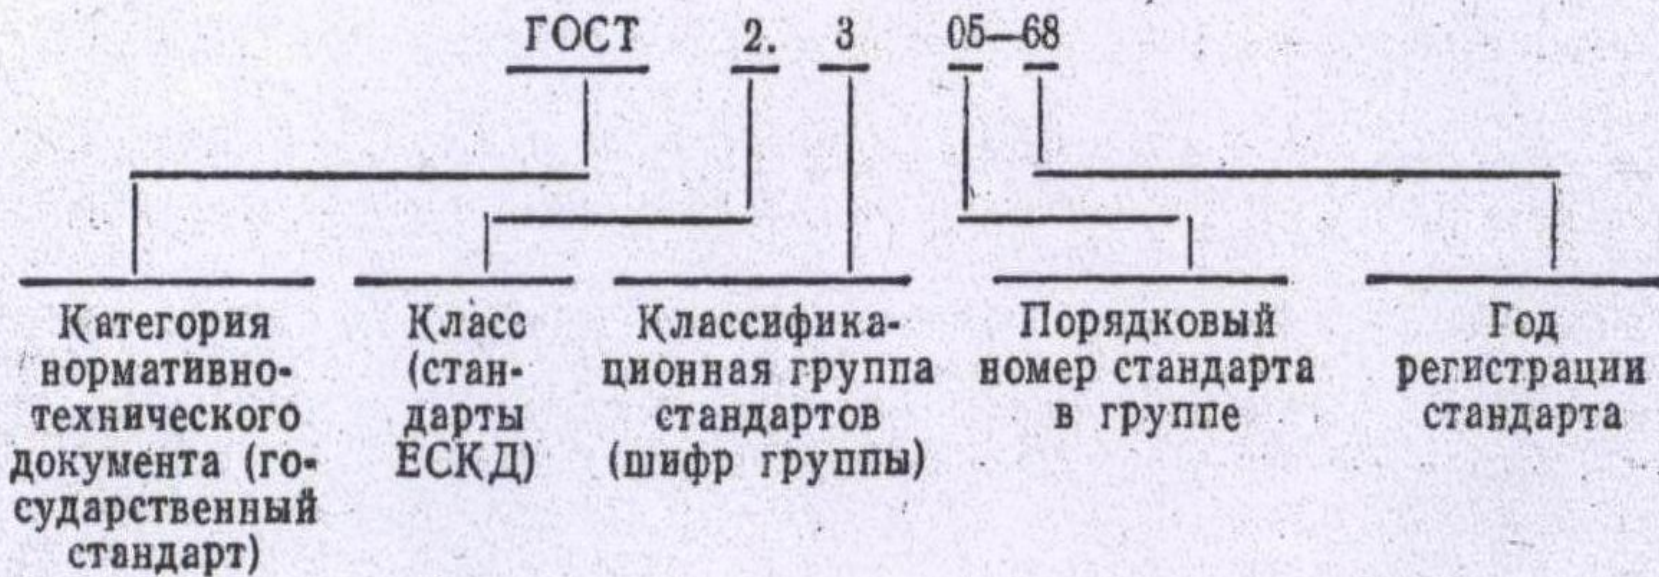 ГОСТ 2. 3 05—68
Категория
нормативно-
технического
документа (го-
сударственный
стандарт)
Класс
(стан-
дарты
ЕСКД)
Классифика-
ционная группа
стандартов
(шифр группы)
Порядковый
номер стандарта
в группе
Год
регистрации
стандарта